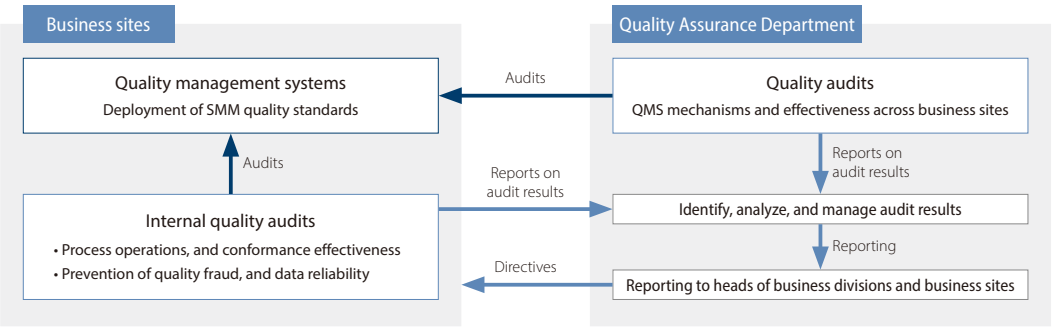 Business sites
Quality management systems
Deployment of SMM quality standards
Audits
Internal quality audits
• Process operations, and conformance effectiveness
• Prevention of quality fraud, and data reliability
Audits
Reports on
audit results
Directives
Quality Assurance Department
Quality audits
QMS mechanisms and effectiveness across business sites
Reports on
audit results
Identify, analyze, and manage audit results
Reporting
Reporting to heads of business divisions and business sites